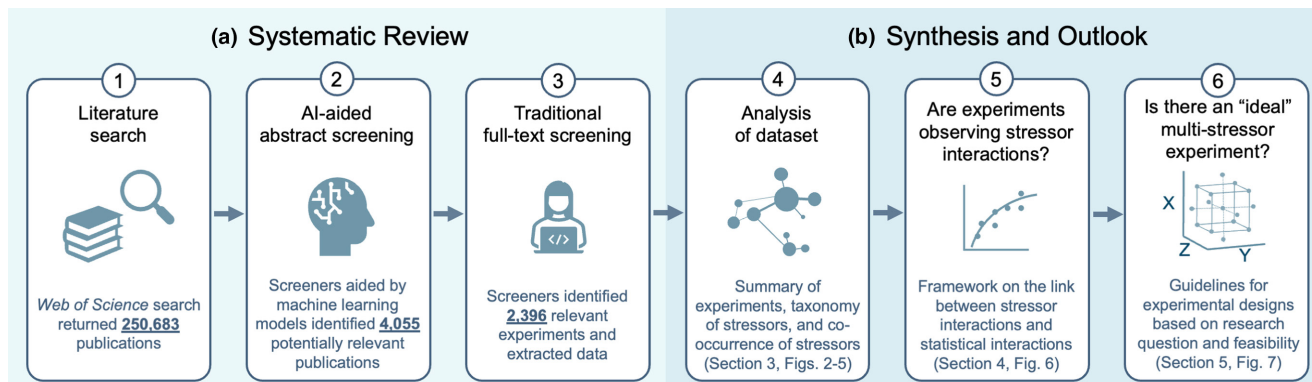 (a) Systematic Review
(b) Synthesis and Outlook
1
Literature
search
Web of Science search
returned 250,683
publications
2
AI-aided
abstract screening
Screeners aided by
machine learning
models identified 4,055
potentially relevant
publications
3
Traditional
full-text screening
</>
Screeners identified
2,396 relevant
experiments and
extracted data
4
Analysis
of dataset
Summary of
experiments, taxonomy
of stressors, and co-
occurrence of stressors
(Section 3, Figs. 2-5)
5
Are experiments
observing stressor
interactions?
Framework on the link
between stressor
interactions and
statistical interactions
(Section 4, Fig. 6)
6
Is there an “ideal”
multi-stressor
experiment?
X
Z
Y
Guidelines for
experimental designs
based on research
question and feasibility
(Section 5, Fig. 7)